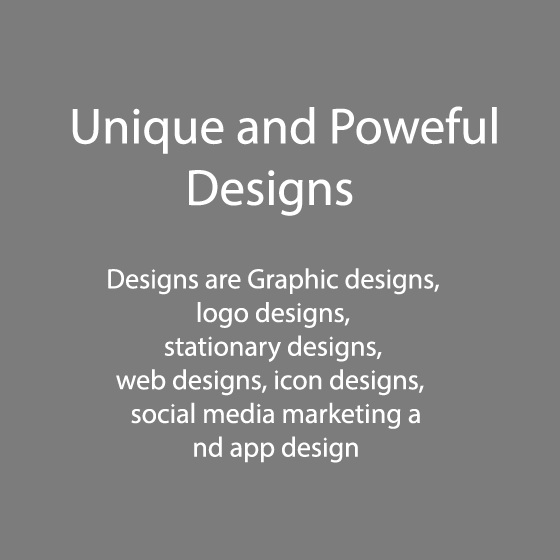 Unique and Poweful
Designs
Designs are Graphic designs,
logo designs,
stationary designs,
web designs, icon designs,
social media marketing a
nd app design